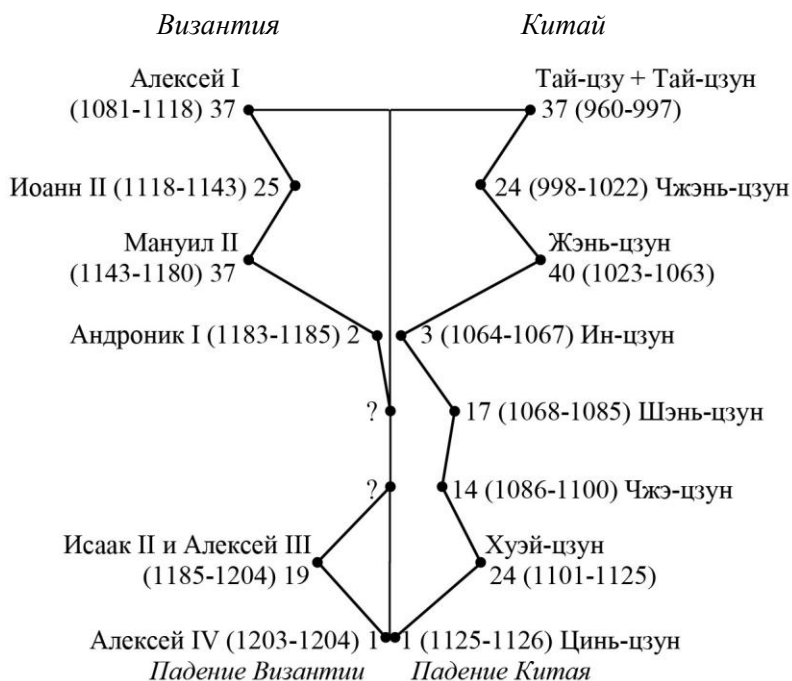 Византия Китай
Алексей I
(1081-1118) 37
Тай-цзу + Тай-цзун
37 (960-997)
Иоанн II (1118-1143) 25
24 (998-1022) Чжэнь-цзун
Мануил II
(1143-1180) 37
Жэнь-цзун
40 (1023-1063)
Андроник I (1183-1185) 2
3 (1064-1067) Ин-цзун
?
17 (1068-1085) Шэнь-цзун
?
14 (1086-1100) Чжэ-цзун
Исаак II и Алексей III
(1185-1204) 19
Хуэй-цзун
24 (1101-1125)
Алексей IV (1203-1204) 1
1 (1125-1126) Цинь-цзун
Падение Византии
Падение Китая